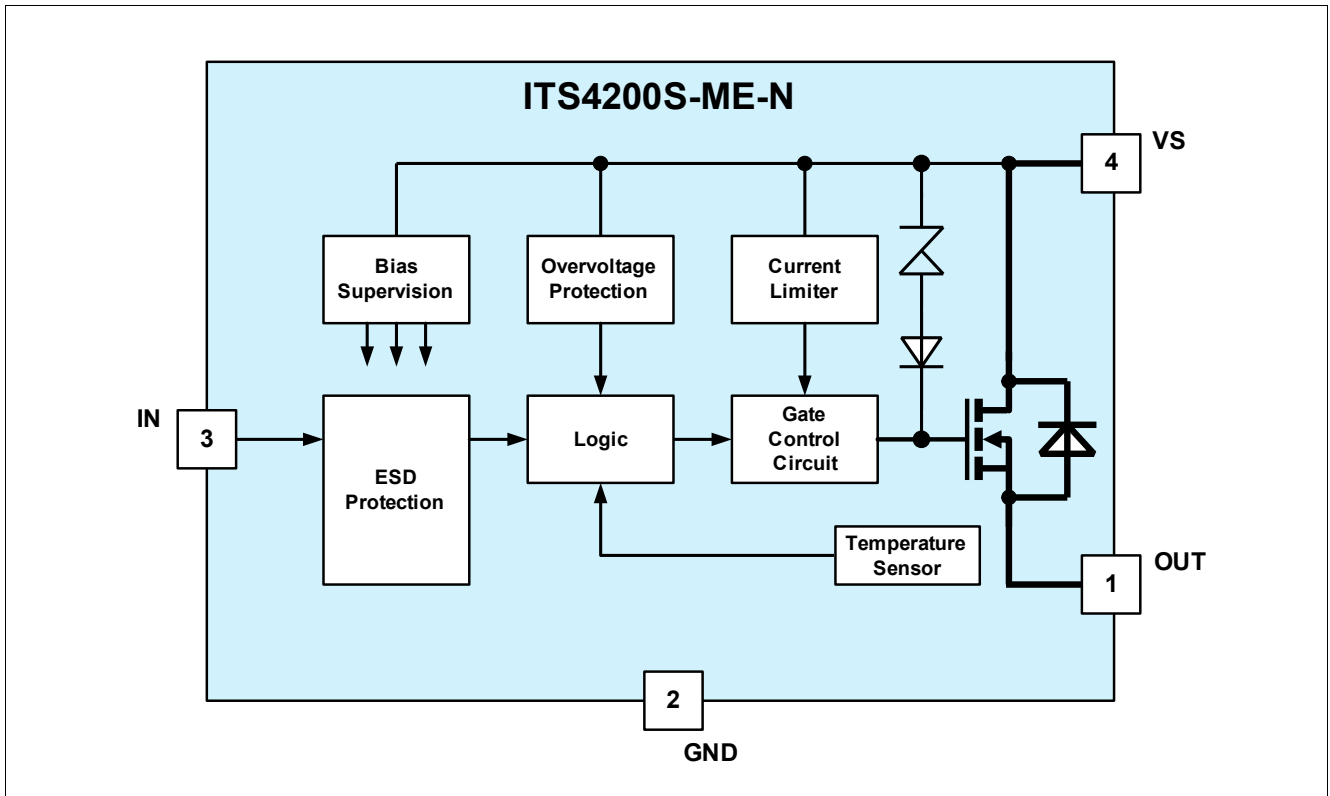 ITS4200S-ME-N
VS
4
Bias
Supervision
Overvoltage
Protection
Current
Limiter
IN
3
ESD
Protection
Logic
Gate
Control
Circuit
Temperature
Sensor
OUT
1
2
GND